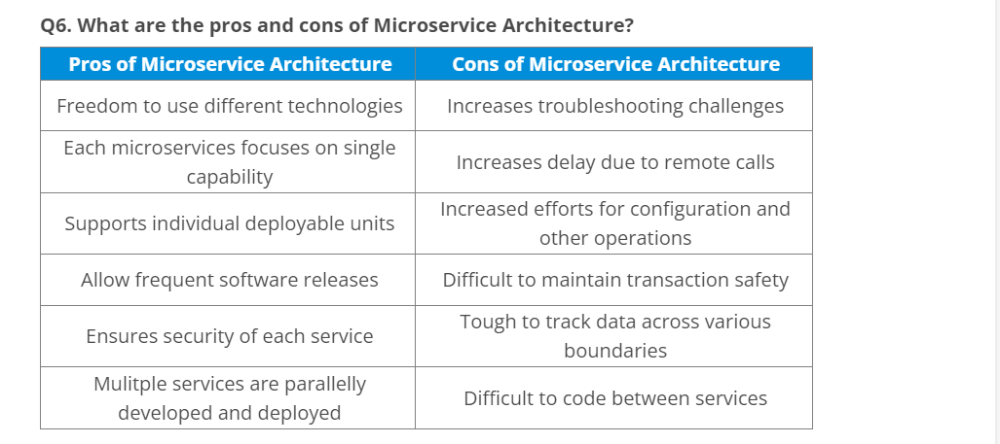 Q6. What are the pros and cons of Microservice Architecture?
Pros of Microservice Architecture
Cons of Microservice Architecture
Freedom to use different technologies
Increases troubleshooting challenges
Each microservices focuses on single
capability
Increases delay due to remote calls
Supports individual deployable units
Increased efforts for configuration and
other operations
Allow frequent software releases
Difficult to maintain transaction safety
Ensures security of each service
Tough to track data across various
boundaries
Mulitple services are parallelly
developed and deployed
Difficult to code between services